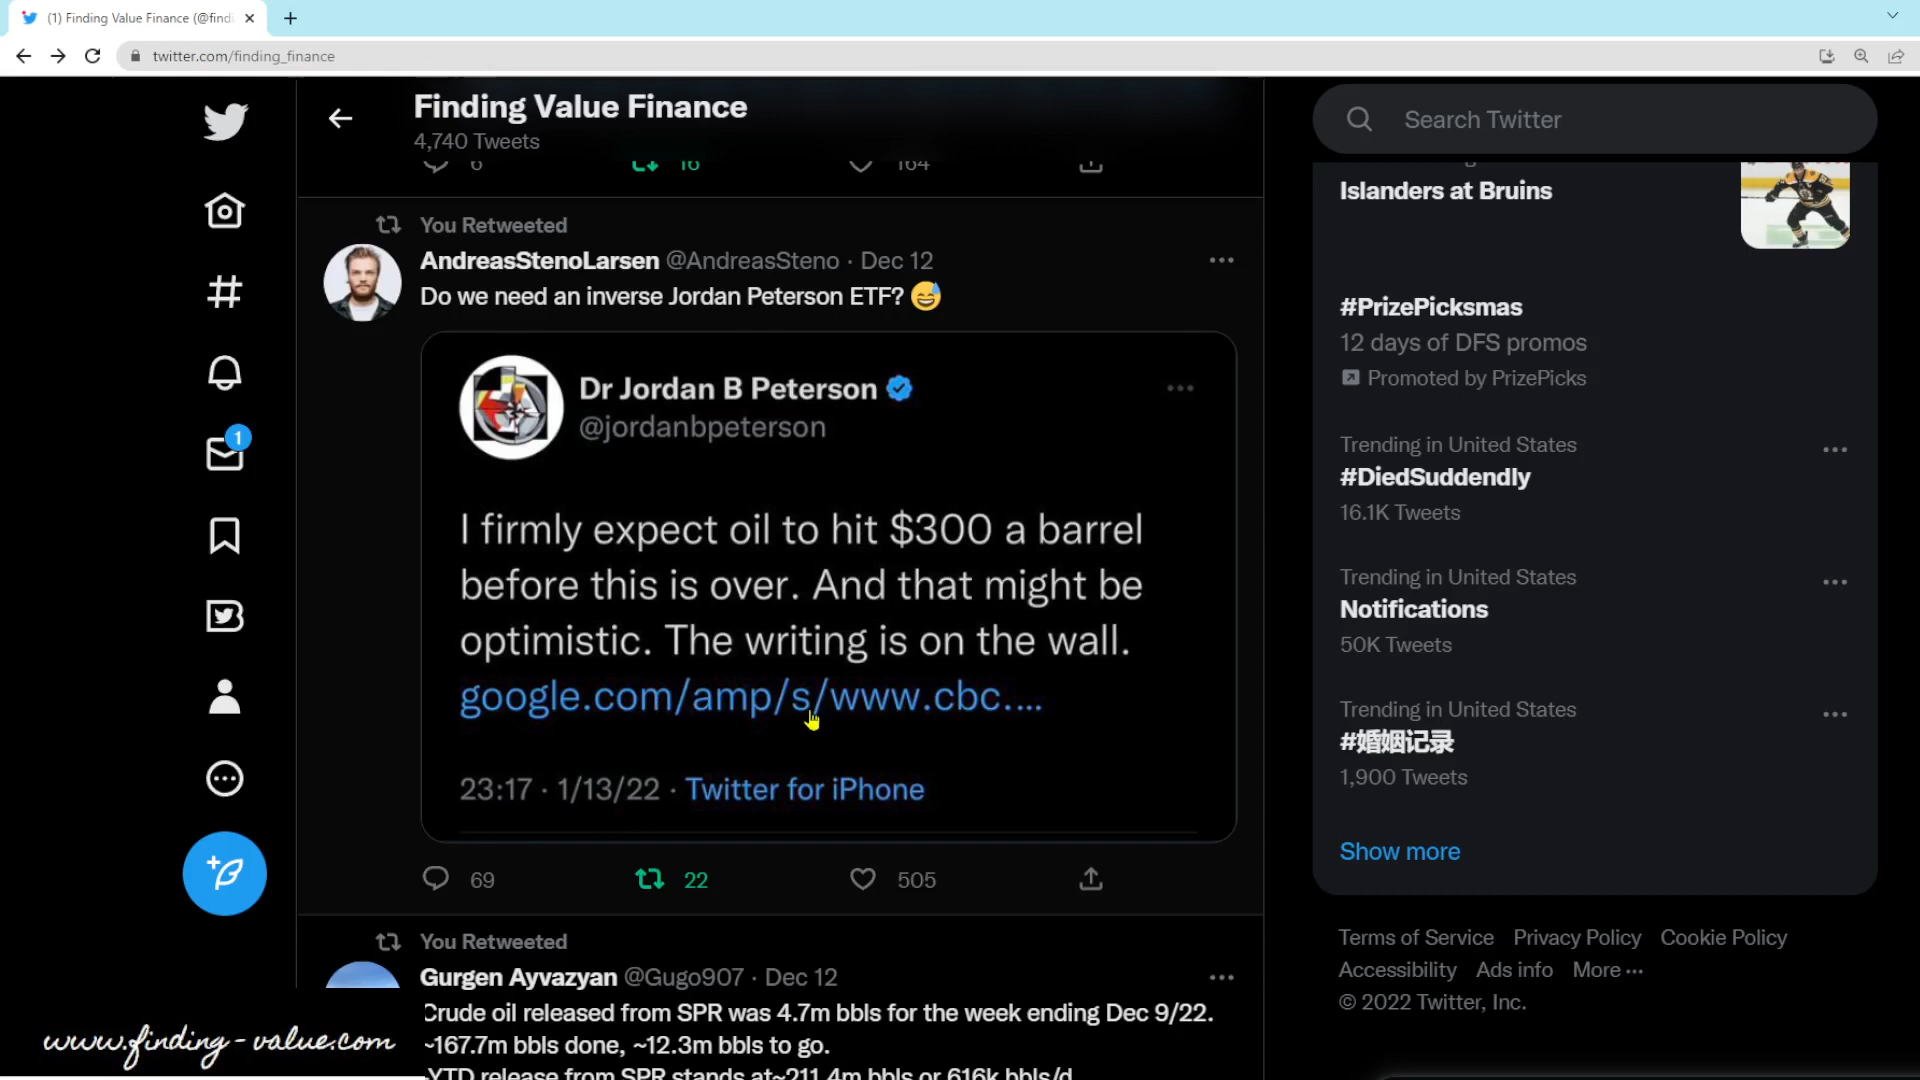 (1) Finding Value Finance (@findi
twitter.com/finding_finance
Finding Value Finance
4,740 Tweets
6 16 164
You Retweeted
AndreasStenoLarsen @AndreasSteno · Dec 12
Do we need an inverse Jordan Peterson ETF? 😅
Dr Jordan B Peterson
@jordanbpeterson
I firmly expect oil to hit $300 a barrel
before this is over. And that might be
optimistic. The writing is on the wall.
google.com/amp/s/www.cbc....
23:17 · 1/13/22 · Twitter for iPhone
69 22 505
You Retweeted
Gurgen Ayvazyan @Gugo907 · Dec 12
Crude oil released from SPR was 4.7m bbls for the week ending Dec 9/22.
~167.7m bbls done, ~12.3m bbls to go.
-YTD release from SPR stands at~211.4m bbls or 616k bbls/d
1
www.finding-value.com
Search Twitter
Islanders at Bruins
#PrizePicksmas
12 days of DFS promos
Promoted by PrizePicks
Trending in United States
#DiedSuddendly
16.1K Tweets
Trending in United States
Notifications
50K Tweets
Trending in United States
#婚姻记录
1,900 Tweets
Show more
Terms of Service Privacy Policy Cookie Policy
Accessibility Ads info More ···
© 2022 Twitter, Inc.